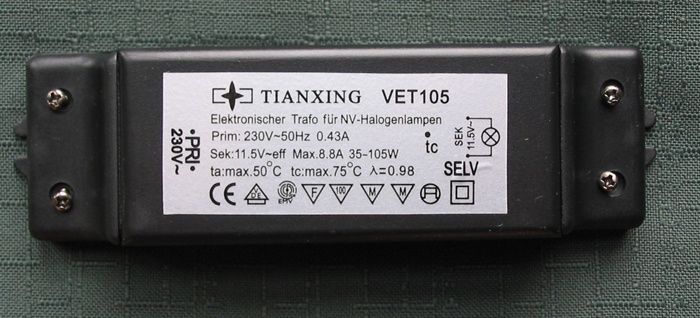 TIANXING VET105
Elektronischer Trafo für NV-Halogenlampen
Prim: 230V~50Hz 0.43A
Sek: 11.5V~eff Max.8.8A 35-105W
ta:max.50°C tc:max.75°C λ=0.98
•PRI•
230V~
• tc
SEK
11.5V~
SELV
CE
F
100
M
M